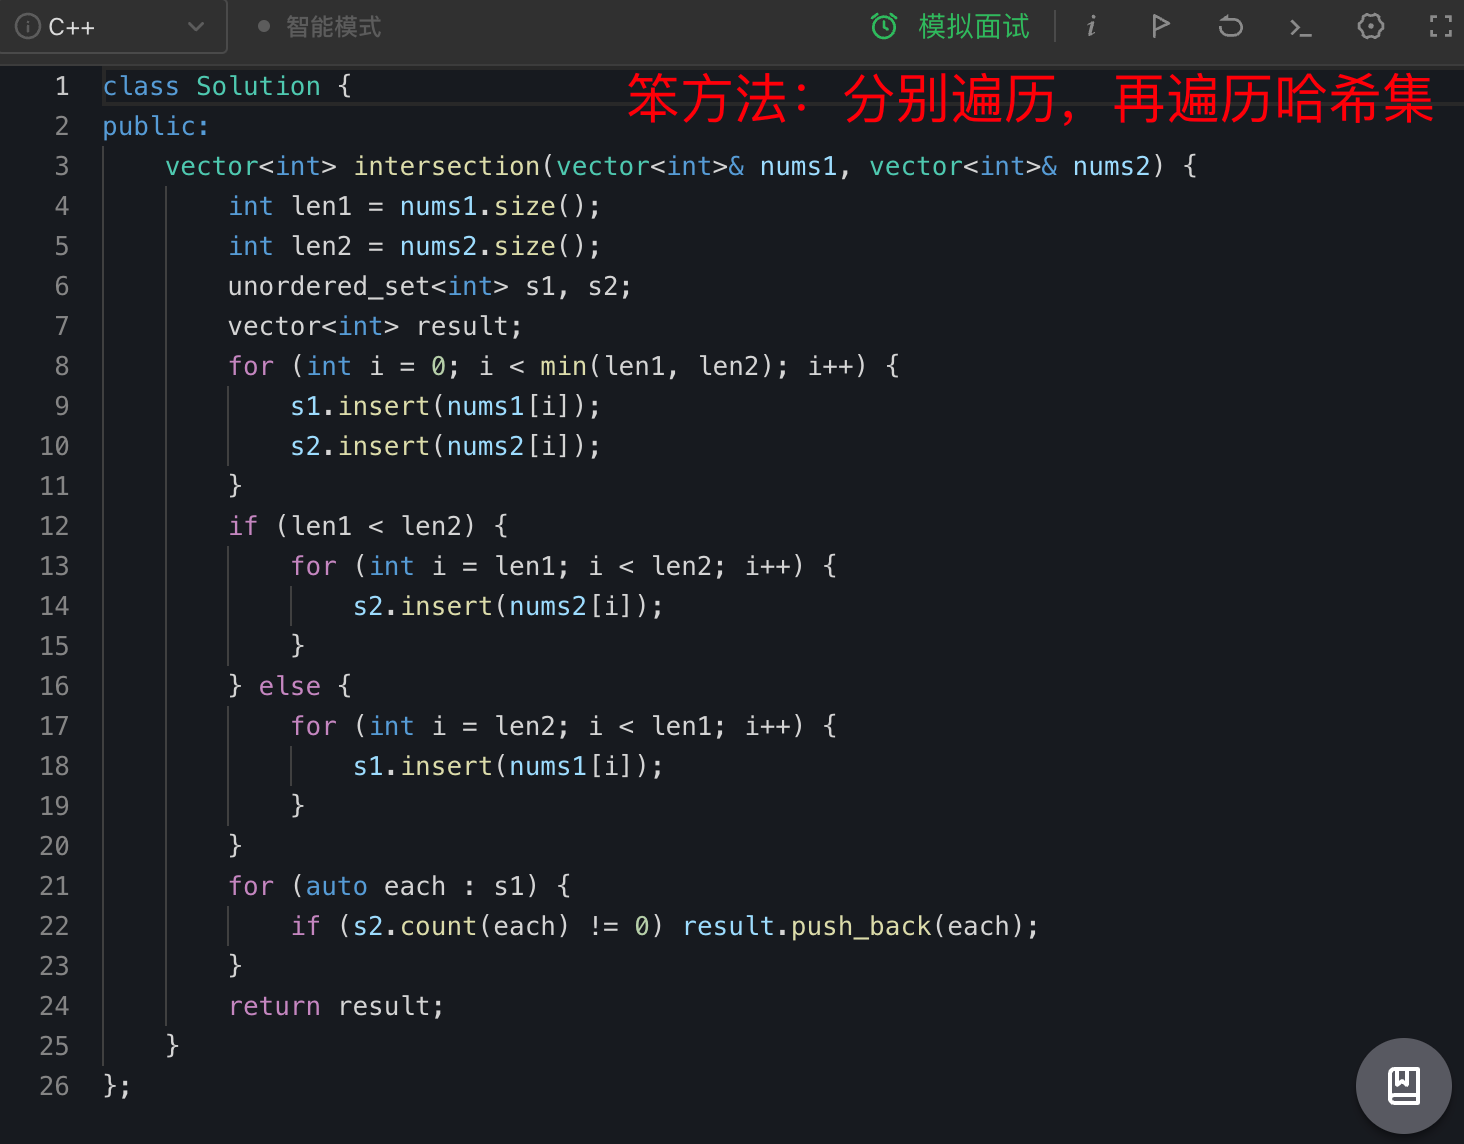 C++ 智能模式 模拟面试
笨方法：分别遍历，再遍历哈希集
1 class Solution {
2 public:
3     vector<int> intersection(vector<int>& nums1, vector<int>& nums2) {
4         int len1 = nums1.size();
5         int len2 = nums2.size();
6         unordered_set<int> s1, s2;
7         vector<int> result;
8         for (int i = 0; i < min(len1, len2); i++) {
9             s1.insert(nums1[i]);
10             s2.insert(nums2[i]);
11         }
12         if (len1 < len2) {
13             for (int i = len1; i < len2; i++) {
14                 s2.insert(nums2[i]);
15             }
16         } else {
17             for (int i = len2; i < len1; i++) {
18                 s1.insert(nums1[i]);
19             }
20         }
21         for (auto each : s1) {
22             if (s2.count(each) != 0) result.push_back(each);
23         }
24         return result;
25     }
26 };